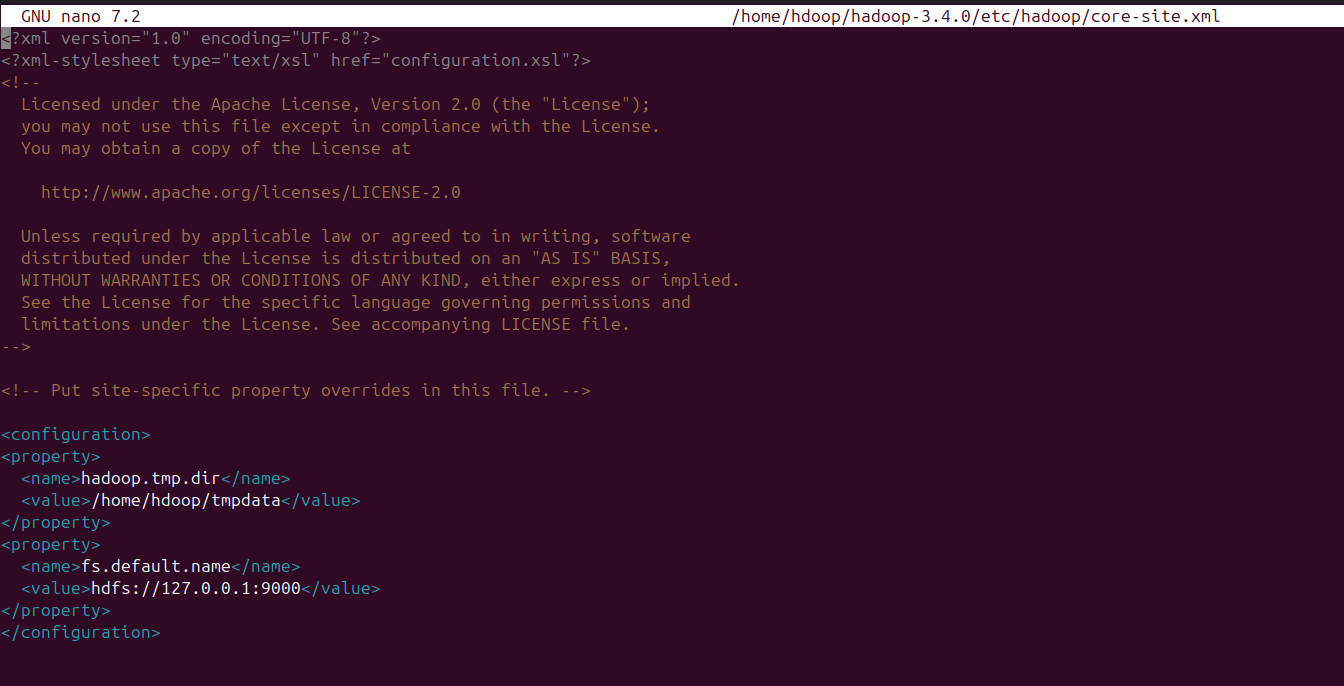 GNU nano 7.2 /home/hdoop/hadoop-3.4.0/etc/hadoop/core-site.xml
<?xml version="1.0" encoding="UTF-8"?>
<?xml-stylesheet type="text/xsl" href="configuration.xsl"?>
<!--
  Licensed under the Apache License, Version 2.0 (the "License");
  you may not use this file except in compliance with the License.
  You may obtain a copy of the License at

    http://www.apache.org/licenses/LICENSE-2.0

  Unless required by applicable law or agreed to in writing, software
  distributed under the License is distributed on an "AS IS" BASIS,
  WITHOUT WARRANTIES OR CONDITIONS OF ANY KIND, either express or implied.
  See the License for the specific language governing permissions and
  limitations under the License. See accompanying LICENSE file.
-->

<!-- Put site-specific property overrides in this file. -->

<configuration>
<property>
  <name>hadoop.tmp.dir</name>
  <value>/home/hdoop/tmpdata</value>
</property>
<property>
  <name>fs.default.name</name>
  <value>hdfs://127.0.0.1:9000</value>
</property>
</configuration>